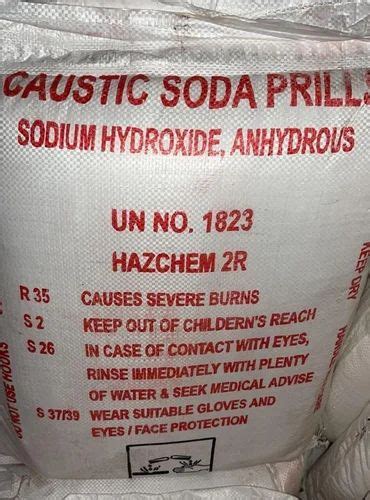 CAUSTIC SODA PRILLS
SODIUM HYDROXIDE, ANHYDROUS
UN NO. 1823
HAZCHEM 2R
R 35 CAUSES SEVERE BURNS
S 2 KEEP OUT OF CHILDERN'S REACH
S 26 IN CASE OF CONTACT WITH EYES,
RINSE IMMEDIATELY WITH PLENTY
OF WATER & SEEK MEDICAL ADVISE
S 37/39 WEAR SUITABLE GLOVES AND
EYES / FACE PROTECTION
KEEP DRY
NOT USE HOOKS